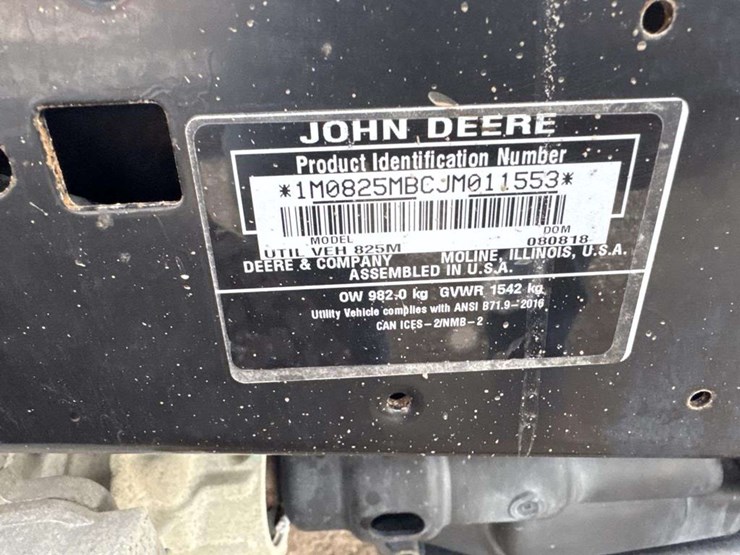 JOHN DEERE
Product Identification Number
*1M0825MBCJM011553*
MODEL DOM
UTIL VEH 825M 080818
DEERE & COMPANY MOLINE, ILLINOIS, U.S.A.
ASSEMBLED IN U.S.A.
OW 982.0 kg GVWR 1542 kg
Utility Vehicle complies with ANSI B71.9-2016
CAN ICES-2/NMB-2